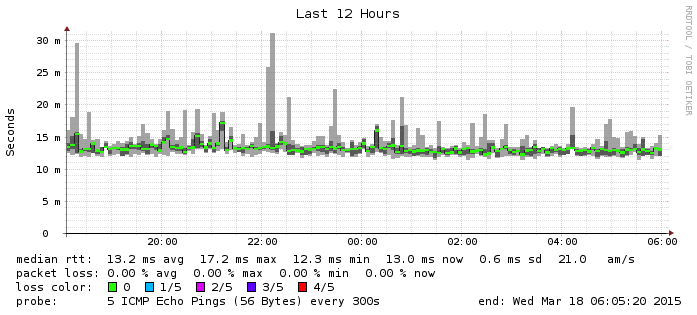 Last 12 Hours
RRDTOOL / TOBI OETIKER
Seconds
30 m
25 m
20 m
15 m
10 m
5 m
0
20:00 22:00 00:00 02:00 04:00 06:00
median rtt: 13.2 ms avg 17.2 ms max 12.3 ms min 13.0 ms now 0.6 ms sd 21.0 am/s
packet loss: 0.00 % avg 0.00 % max 0.00 % min 0.00 % now
loss color: 0 1/5 2/5 3/5 4/5
probe: 5 ICMP Echo Pings (56 Bytes) every 300s end: Wed Mar 18 06:05:20 2015